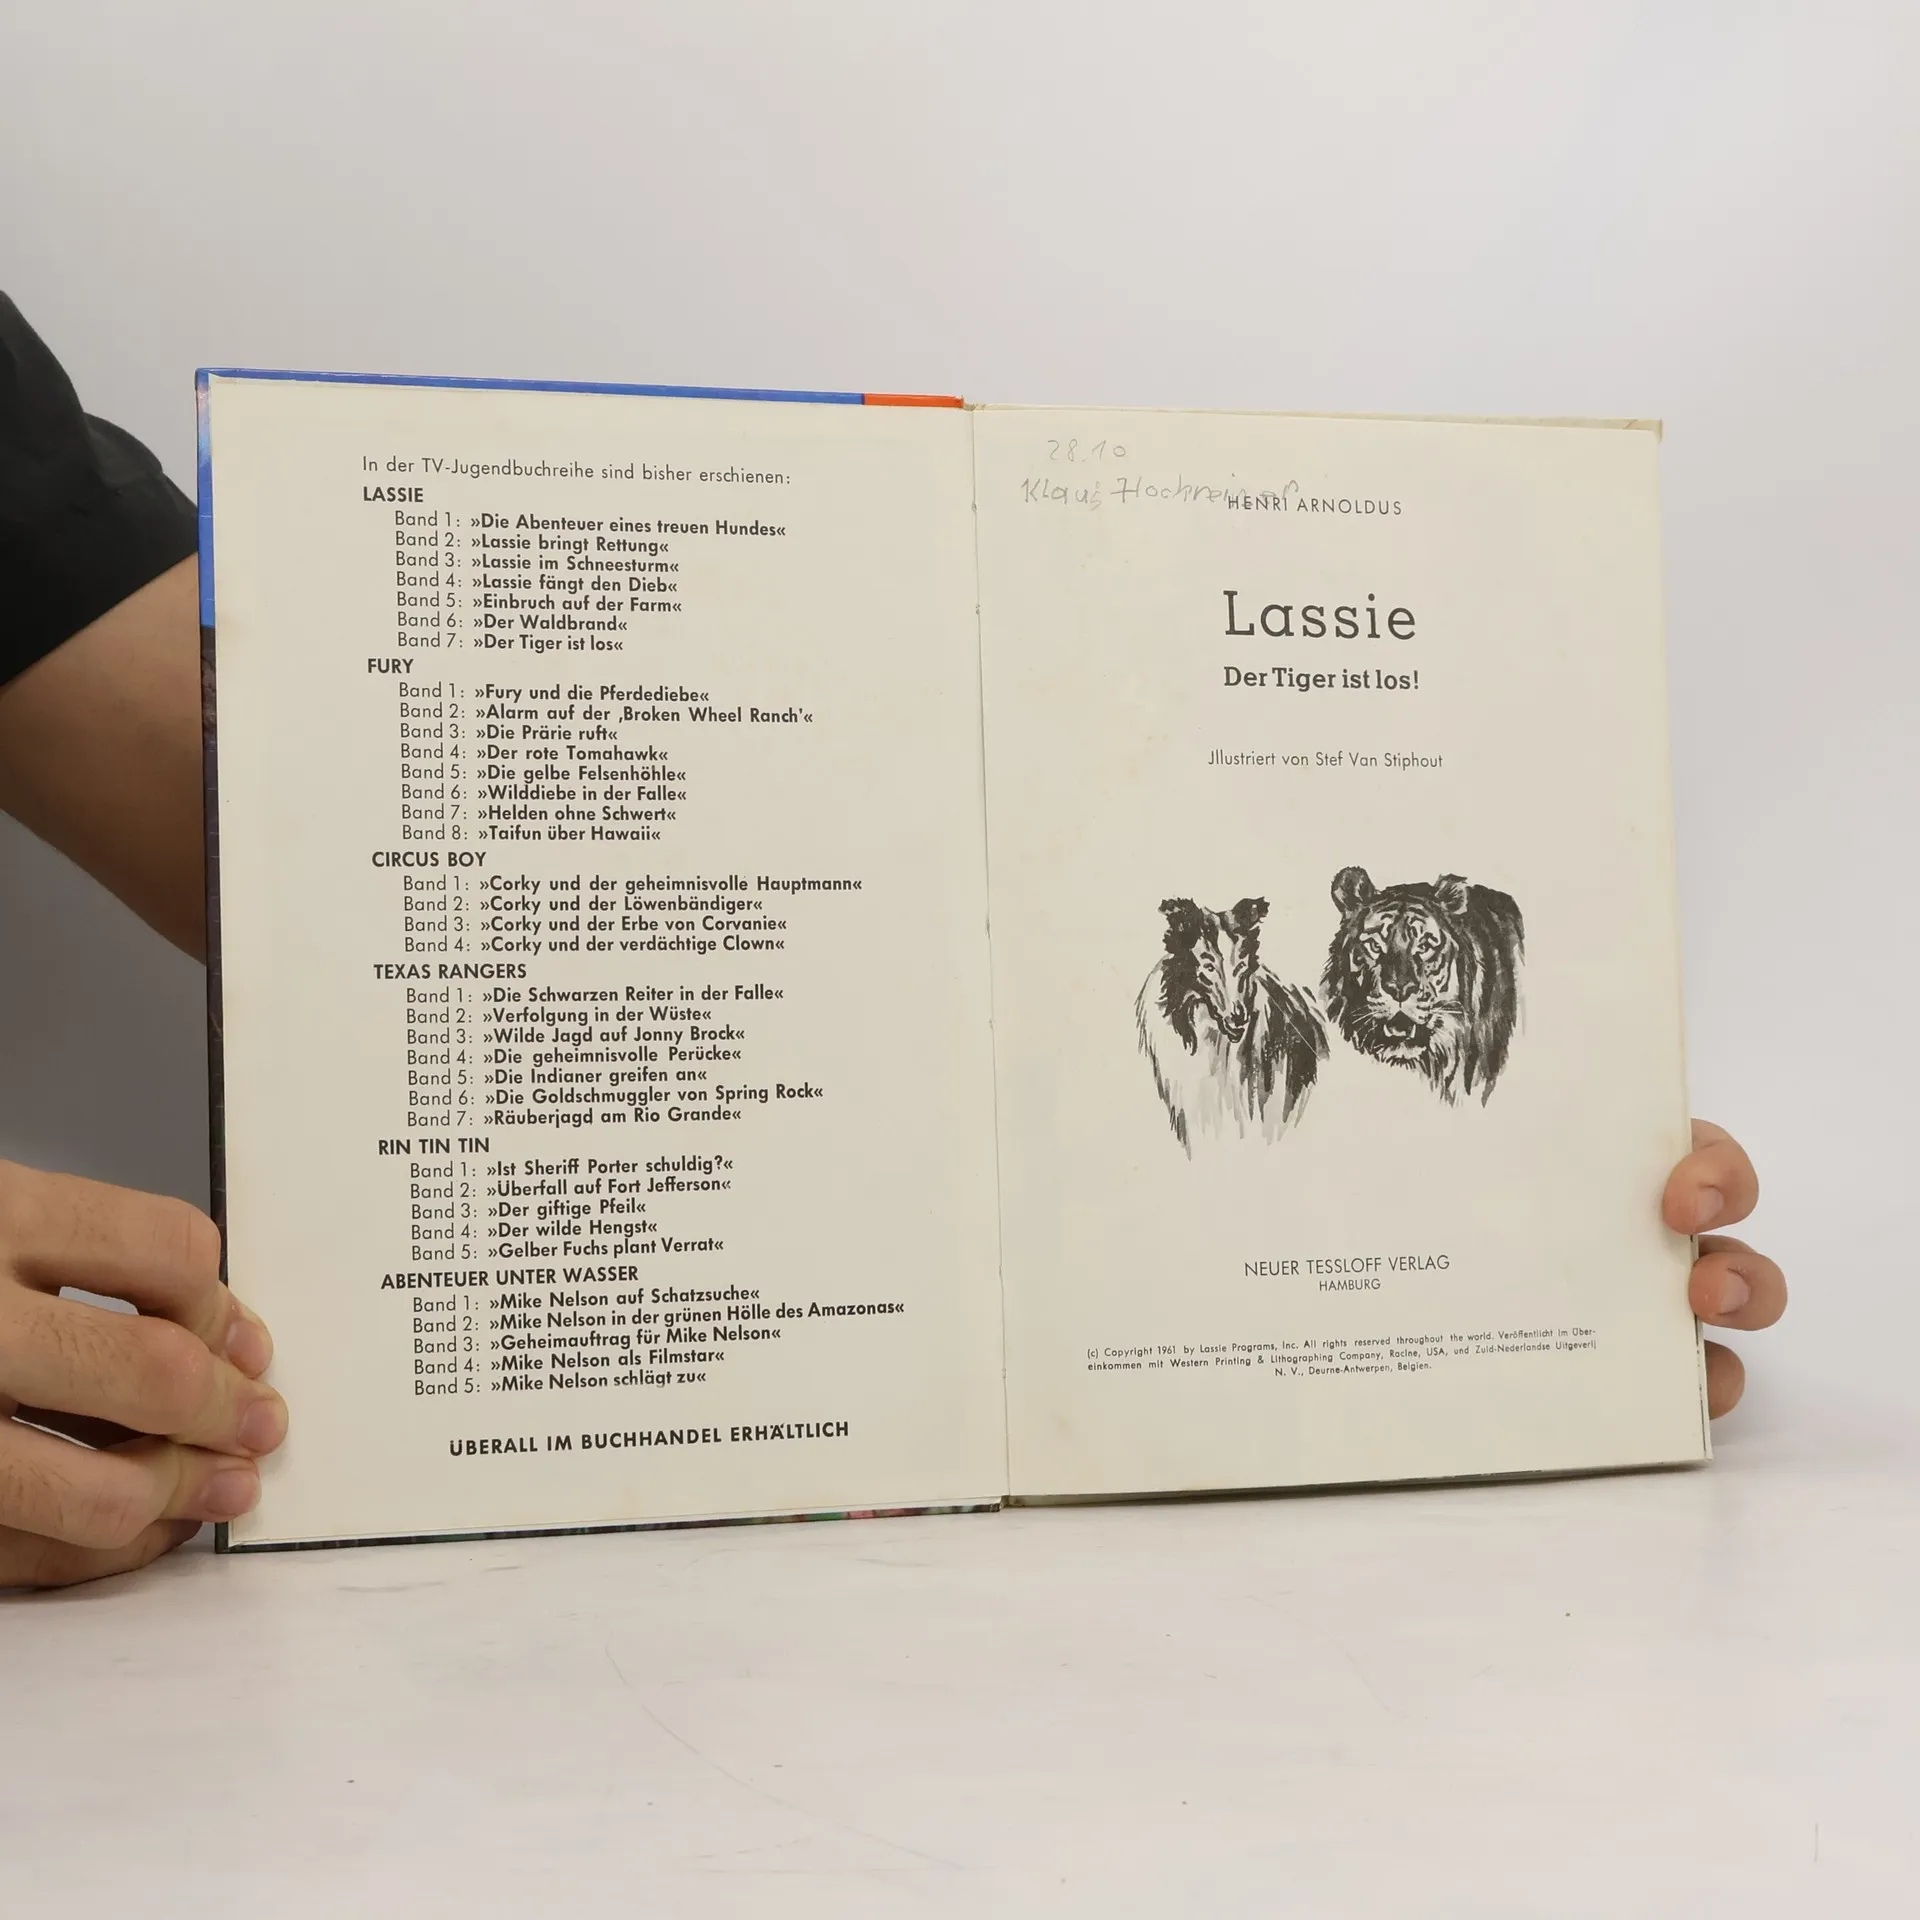 In der TV-Jugendbuchreihe sind bisher erschienen:
LASSIE
Band 1: »Die Abenteuer eines treuen Hundes«
Band 2: »Lassie bringt Rettung«
Band 3: »Lassie im Schneesturm«
Band 4: »Lassie fängt den Dieb«
Band 5: »Einbruch auf der Farm«
Band 6: »Der Waldbrand«
Band 7: »Der Tiger ist los«
FURY
Band 1: »Fury und die Pferdediebe«
Band 2: »Alarm auf der ‚Broken Wheel Ranch'«
Band 3: »Die Prärie ruft«
Band 4: »Der rote Tomahawk«
Band 5: »Die gelbe Felsenhöhle«
Band 6: »Wilddiebe in der Falle«
Band 7: »Helden ohne Schwert«
Band 8: »Taifun über Hawaii«
CIRCUS BOY
Band 1: »Corky und der geheimnisvolle Hauptmann«
Band 2: »Corky und der Löwenbändiger«
Band 3: »Corky und der Erbe von Corvanie«
Band 4: »Corky und der verdächtige Clown«
TEXAS RANGERS
Band 1: »Die Schwarzen Reiter in der Falle«
Band 2: »Verfolgung in der Wüste«
Band 3: »Wilde Jagd auf Jonny Brock«
Band 4: »Die geheimnisvolle Perücke«
Band 5: »Die Indianer greifen an«
Band 6: »Die Goldschmuggler von Spring Rock«
Band 7: »Räuberjagd am Rio Grande«
RIN TIN TIN
Band 1: »Ist Sheriff Porter schuldig?«
Band 2: »Überfall auf Fort Jefferson«
Band 3: »Der giftige Pfeil«
Band 4: »Der wilde Hengst«
Band 5: »Gelber Fuchs plant Verrat«
ABENTEUER UNTER WASSER
Band 1: »Mike Nelson auf Schatzsuche«
Band 2: »Mike Nelson in der grünen Hölle des Amazonas«
Band 3: »Geheimauftrag für Mike Nelson«
Band 4: »Mike Nelson als Filmstar«
Band 5: »Mike Nelson schlägt zu«
ÜBERALL IM BUCHHANDEL ERHÄLTLICH
28.10
Klaus
HENRI ARNOLDUS
Lassie
Der Tiger ist los!
Jllustriert von Stef Van Stiphout
NEUER TESSLOFF VERLAG
HAMBURG
(c) Copyright 1961 by Lassie Programs, Inc. All rights reserved throughout the world. Veröffentlicht im Über-
einkommen mit Western Printing & Lithographing Company, Racine, USA, und Zuid-Nederlandse Uitgeverij
N. V., Deurne-Antwerpen, Belgien.